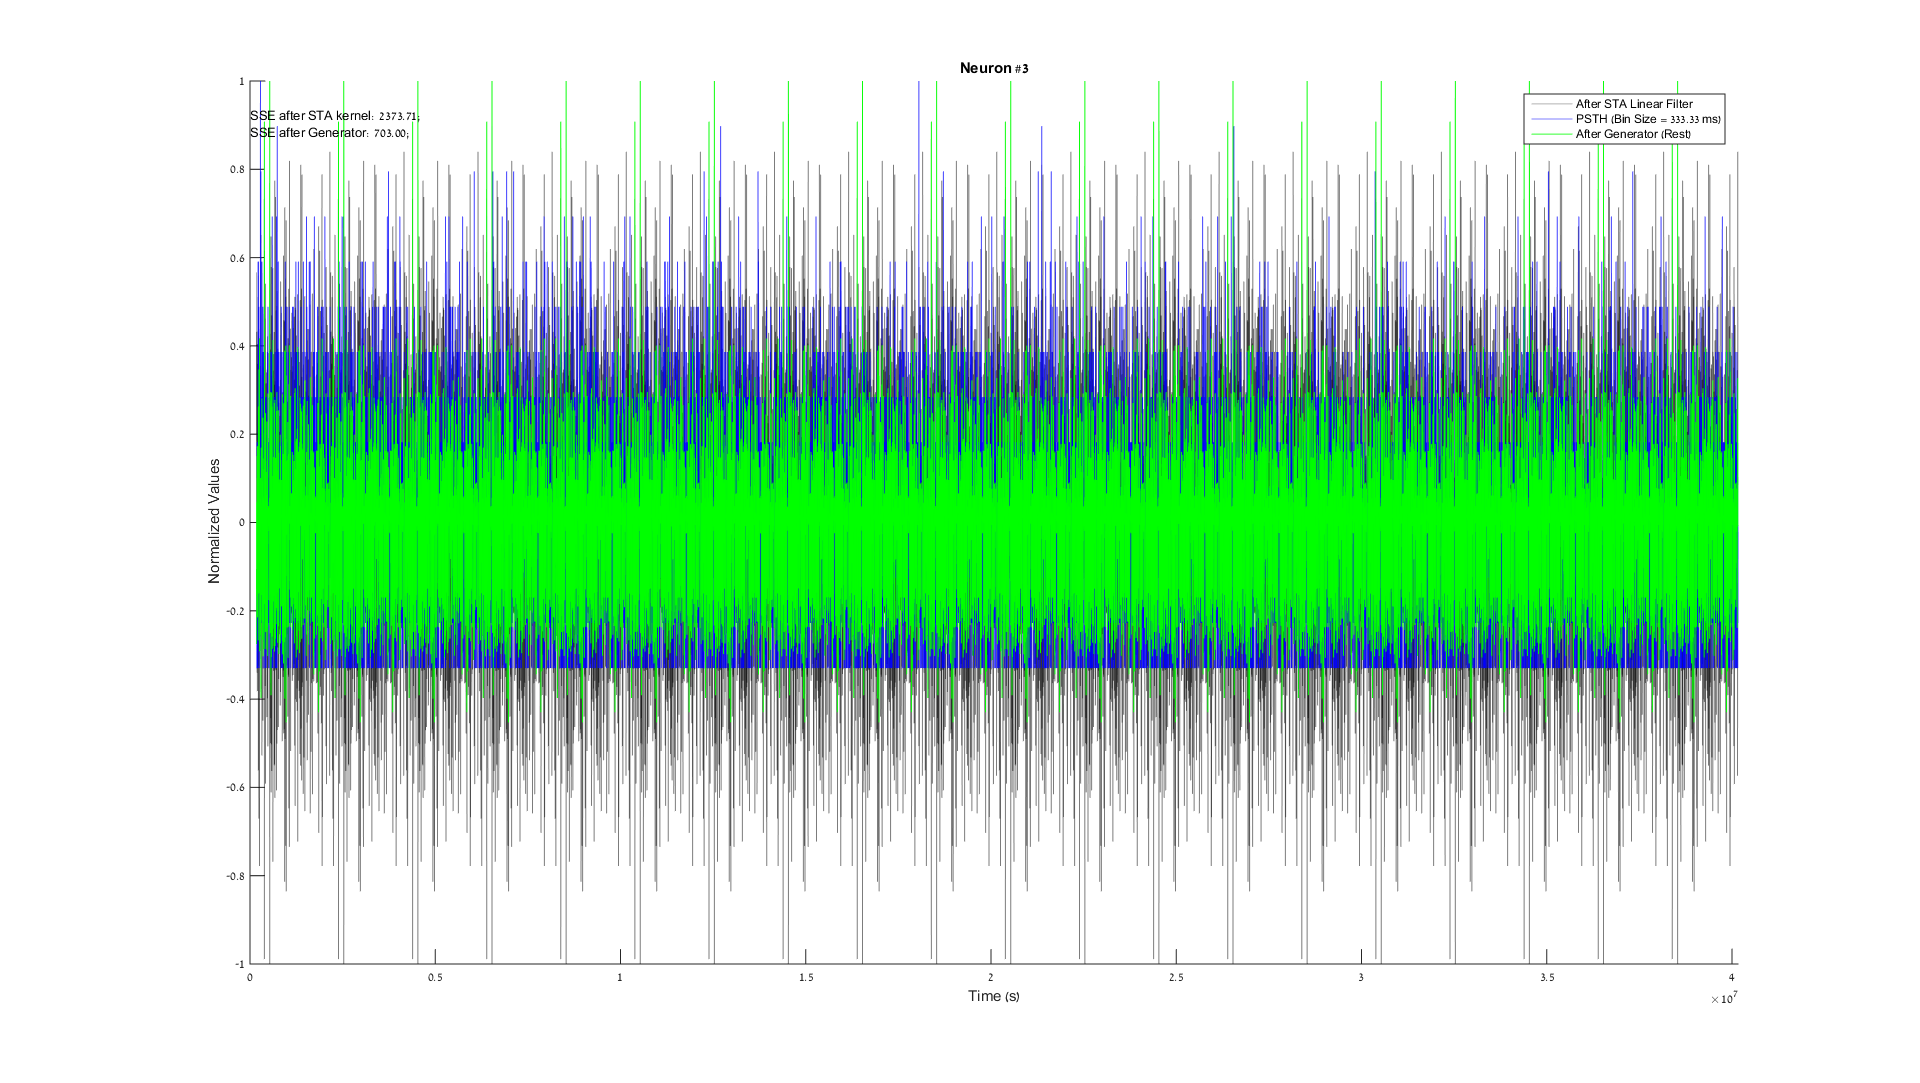 Neuron #3
SSE after STA kernel: 2373.71;
SSE after Generator: 703.00;
After STA Linear Filter
PSTH (Bin Size = 333.33 ms)
After Generator (Rest)
Normalized Values
1
0.8
0.6
0.4
0.2
0
-0.2
-0.4
-0.6
-0.8
-1
0 0.5 1 1.5 2 2.5 3 3.5 4
Time (s)
×10^7